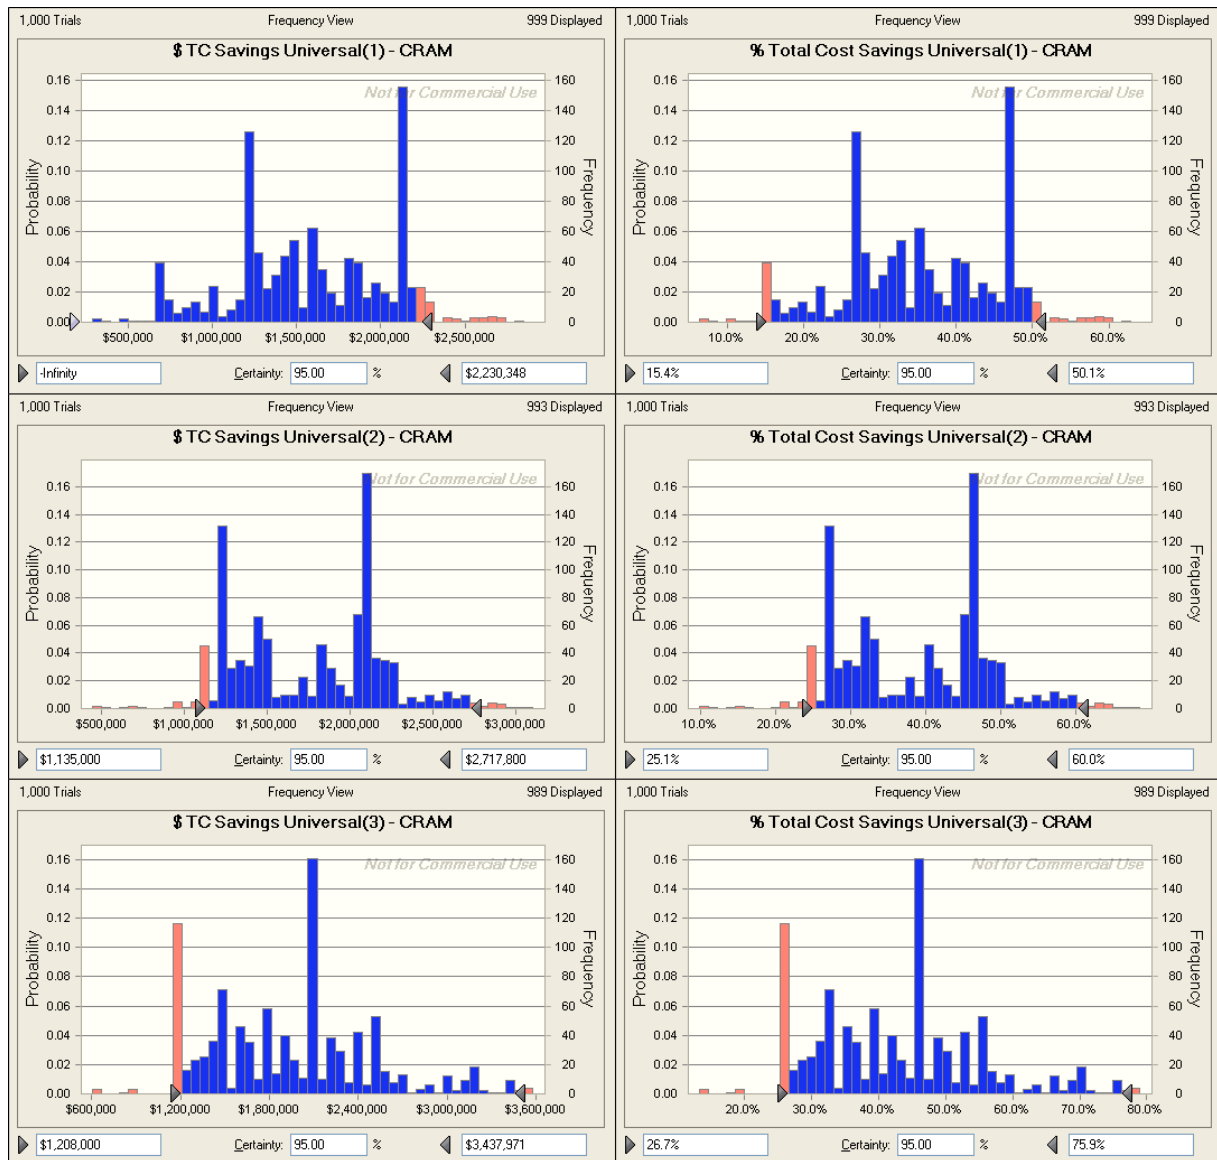 1,000 Trials Frequency View 999 Displayed
$ TC Savings Universal(1) - CRAM
Not for Commercial Use
0.16 160
0.14 140
0.12 120
0.10 100
0.08 80
0.06 60
0.04 40
0.02 20
0.00 0
Probability
Frequency
$500,000 $1,000,000 $1,500,000 $2,000,000 $2,500,000
-Infinity Certainty: 95.00 % $2,230,348
1,000 Trials Frequency View 999 Displayed
% Total Cost Savings Universal(1) - CRAM
Not for Commercial Use
0.16 160
0.14 140
0.12 120
0.10 100
0.08 80
0.06 60
0.04 40
0.02 20
0.00 0
Probability
Frequency
10.0% 20.0% 30.0% 40.0% 50.0% 60.0%
15.4% Certainty: 95.00 % 50.1%
1,000 Trials Frequency View 993 Displayed
$ TC Savings Universal(2) - CRAM
Not for Commercial Use
0.16 160
0.14 140
0.12 120
0.10 100
0.08 80
0.06 60
0.04 40
0.02 20
0.00 0
Probability
Frequency
$500,000 $1,000,000 $1,500,000 $2,000,000 $2,500,000 $3,000,000
$1,135,000 Certainty: 95.00 % $2,717,800
1,000 Trials Frequency View 993 Displayed
% Total Cost Savings Universal(2) - CRAM
Not for Commercial Use
0.16 160
0.14 140
0.12 120
0.10 100
0.08 80
0.06 60
0.04 40
0.02 20
0.00 0
Probability
Frequency
10.0% 20.0% 30.0% 40.0% 50.0% 60.0%
25.1% Certainty: 95.00 % 60.0%
1,000 Trials Frequency View 989 Displayed
$ TC Savings Universal(3) - CRAM
Not for Commercial Use
0.16 160
0.14 140
0.12 120
0.10 100
0.08 80
0.06 60
0.04 40
0.02 20
0.00 0
Probability
Frequency
$600,000 $1,200,000 $1,800,000 $2,400,000 $3,000,000 $3,600,000
$1,208,000 Certainty: 95.00 % $3,437,971
1,000 Trials Frequency View 989 Displayed
% Total Cost Savings Universal(3) - CRAM
Not for Commercial Use
0.16 160
0.14 140
0.12 120
0.10 100
0.08 80
0.06 60
0.04 40
0.02 20
0.00 0
Probability
Frequency
20.0% 30.0% 40.0% 50.0% 60.0% 70.0% 80.0%
26.7% Certainty: 95.00 % 75.9%